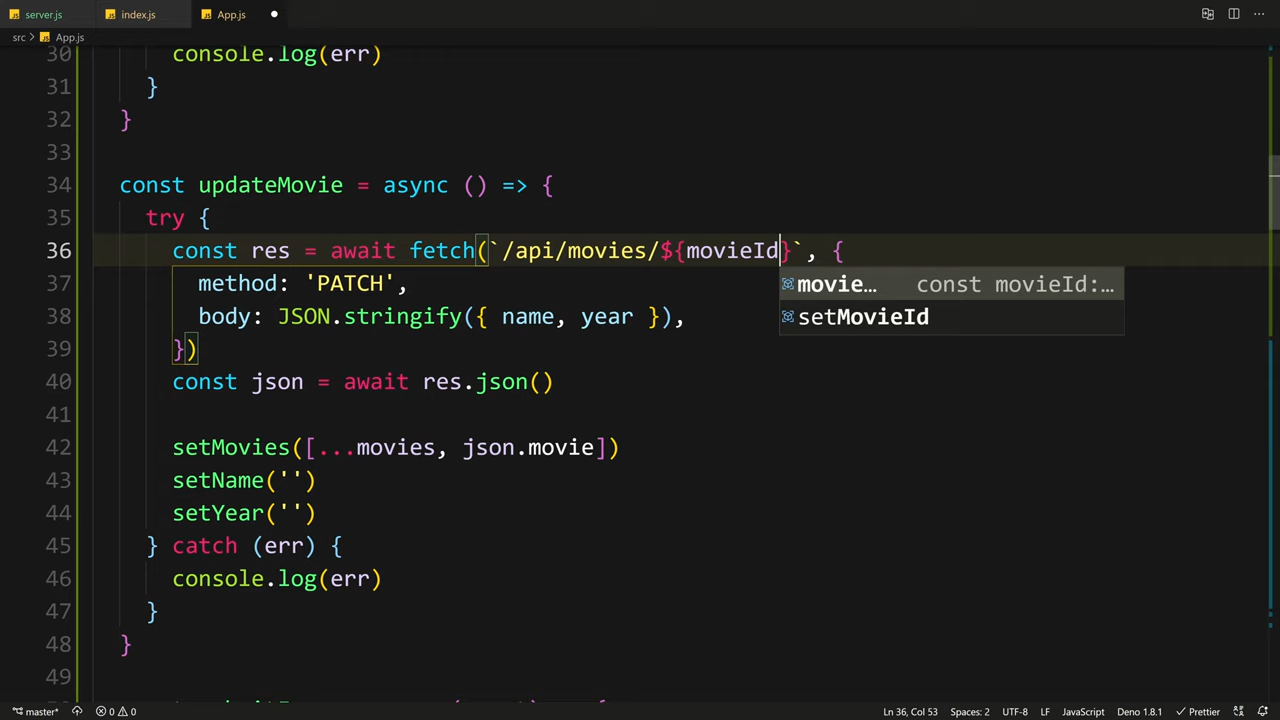 server.js index.js App.js
src > App.js
30 console.log(err)
31 }
32 }
33
34 const updateMovie = async () => {
35 try {
36 const res = await fetch(`/api/movies/${movieId}`, {
37 method: 'PATCH', movie… const movieId:…
38 body: JSON.stringify({ name, year }), setMovieId
39 })
40 const json = await res.json()
41
42 setMovies([...movies, json.movie])
43 setName('')
44 setYear('')
45 } catch (err) {
46 console.log(err)
47 }
48 }
49
master* 0 0 Ln 36, Col 53 Spaces: 2 UTF-8 LF JavaScript Deno 1.8.1 Prettier